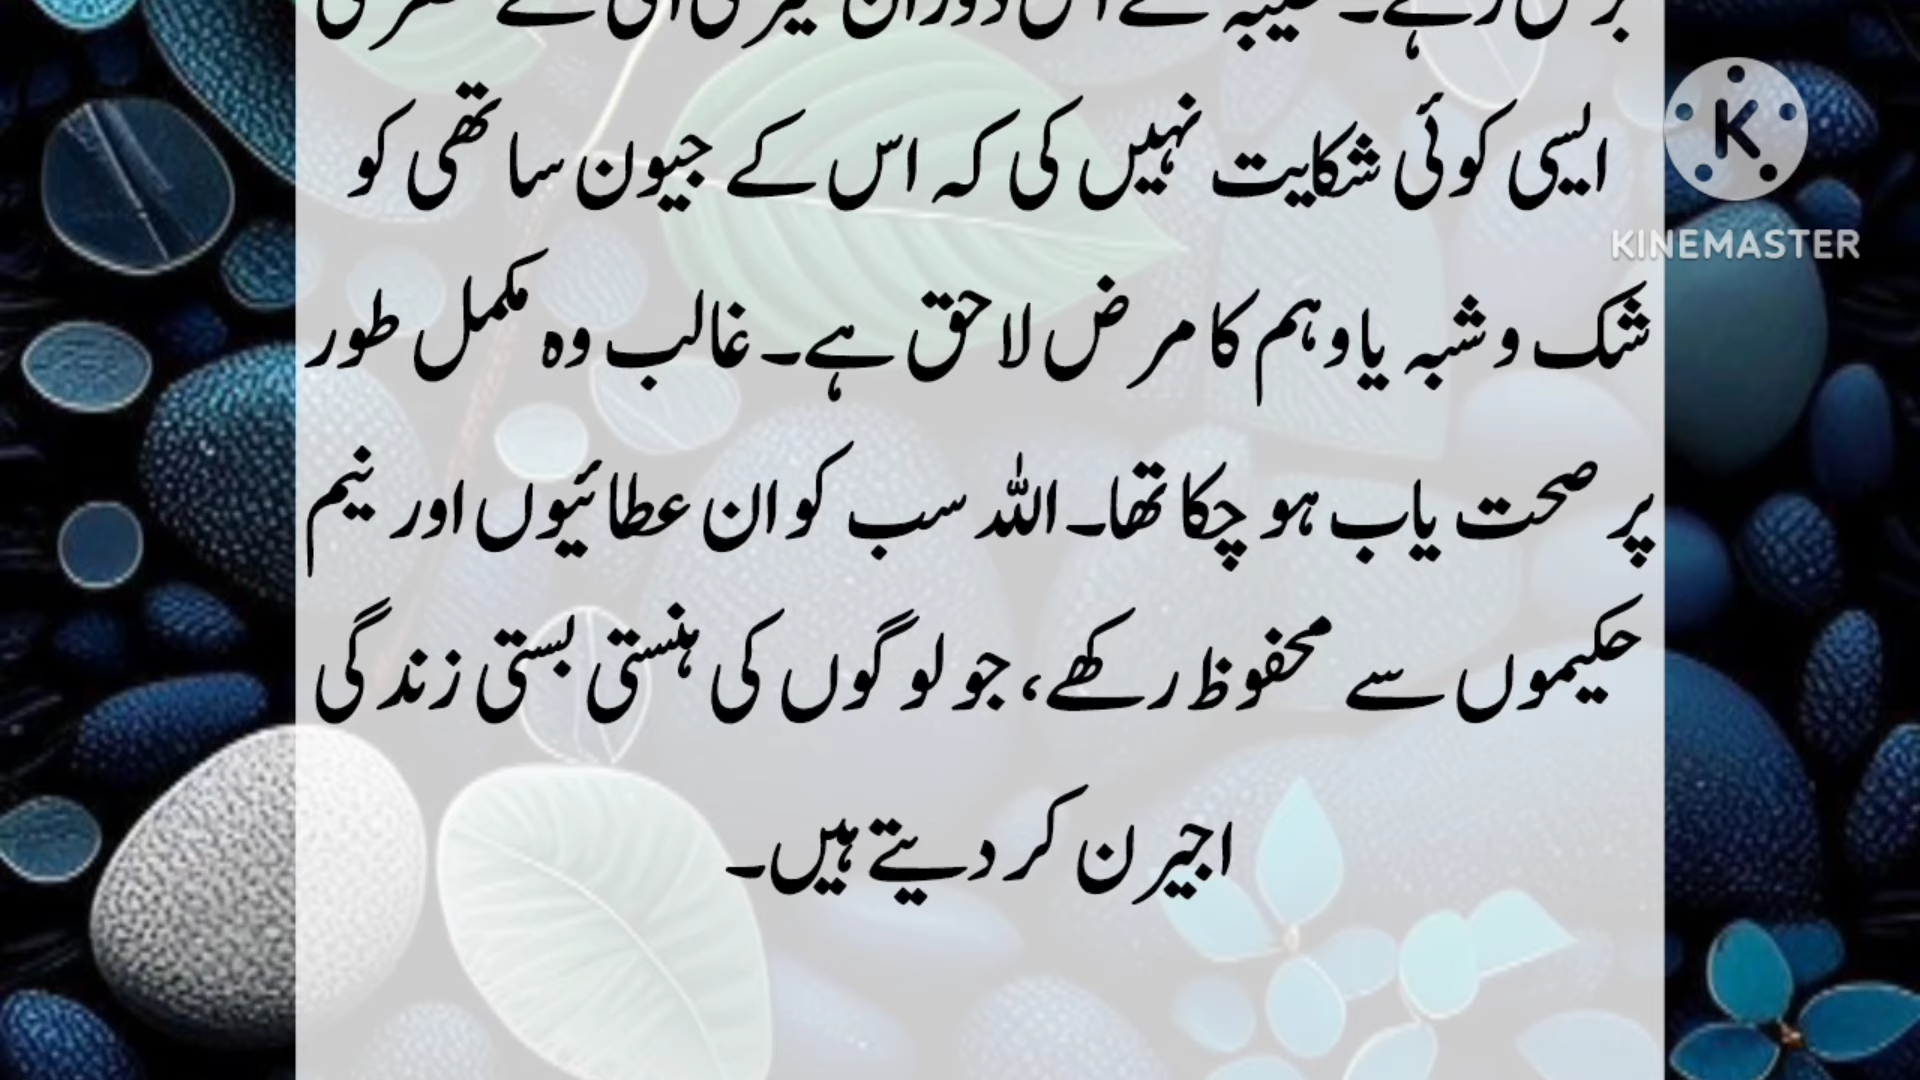 ایسی کوئی شکایت نہیں کی کہ اس کے جیون ساتھی کو
شک و شبہ یا وہم کا مرض لاحق ہے۔ غالب وہ مکمل طور
پر صحت یاب ہو چکا تھا۔ اللہ سب کو ان عطائیوں اور نیم
حکیموں سے محفوظ رکھے، جو لوگوں کی ہنستی بستی زندگی
اجیرن کر دیتے ہیں۔
K
KINEMASTER